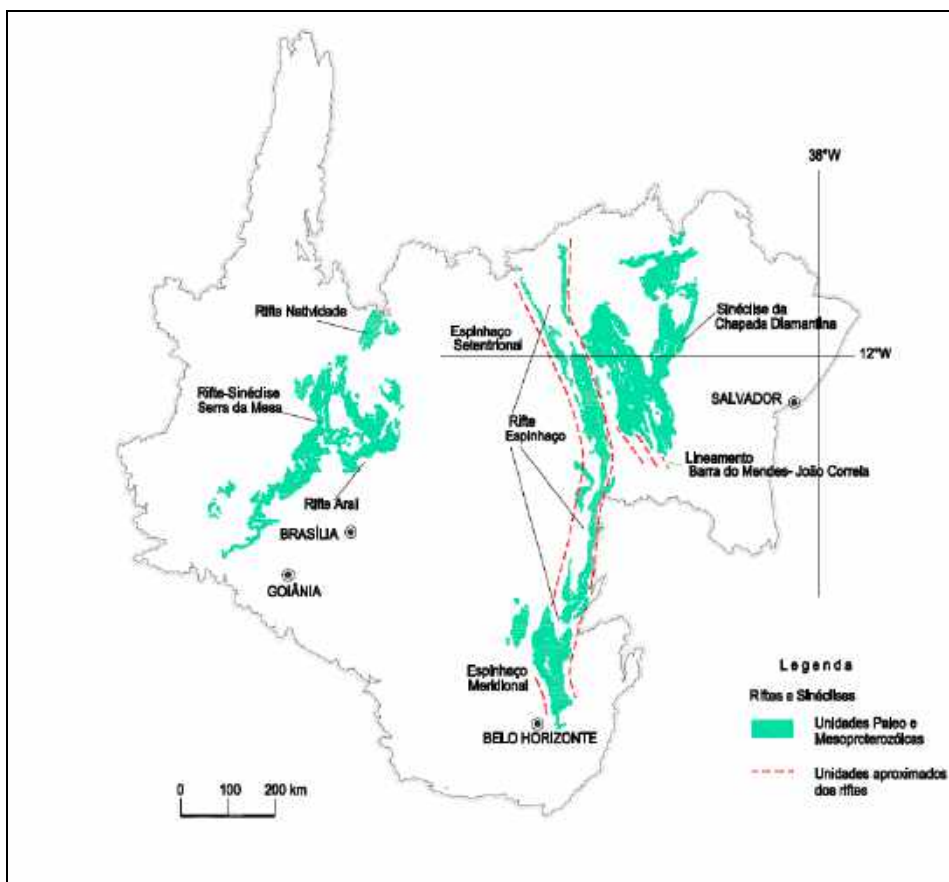 38°W
Rifte Natividade
Espinhaço
Setentrional
Sinéclise da
Chapada Diamantina
12°W
Rifte-Sinéclise
Serra da Mesa
SALVADOR
Rifte
Espinhaço
Lineamento
Barra do Mendes- João Correia
Rifte Araí
BRASÍLIA
GOIÂNIA
Espinhaço
Meridional
BELO HORIZONTE
Legenda
Riftes e Sinéclises
Unidades Paleo e
Mesoproterozóicas
Unidades aproximados
dos riftes
0 100 200 km